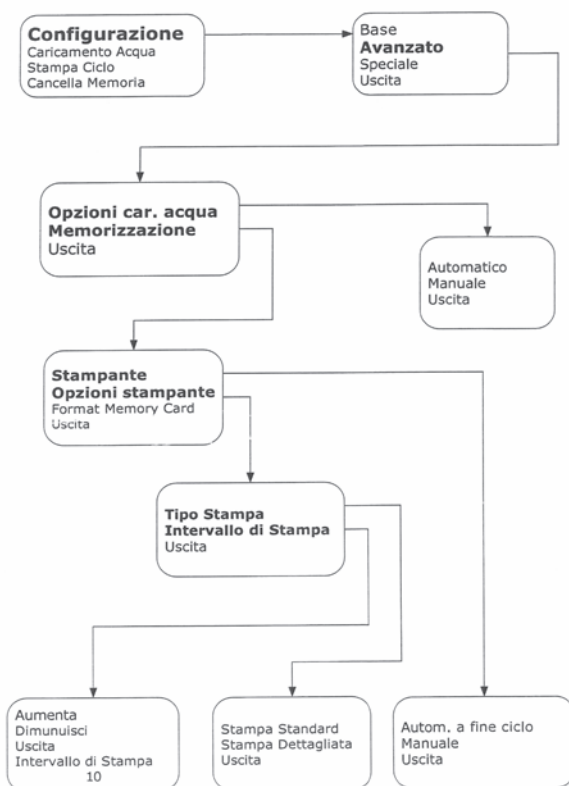 Configurazione
Caricamento Acqua
Stampa Ciclo
Cancella Memoria
Base
Avanzato
Speciale
Uscita
Opzioni car. acqua
Memorizzazione
Uscita
Automatico
Manuale
Uscita
Stampante
Opzioni stampante
Format Memory Card
Uscita
Tipo Stampa
Intervallo di Stampa
Uscita
Aumenta
Dimunuisci
Uscita
Intervallo di Stampa
10
Stampa Standard
Stampa Dettagliata
Uscita
Autom. a fine ciclo
Manuale
Uscita